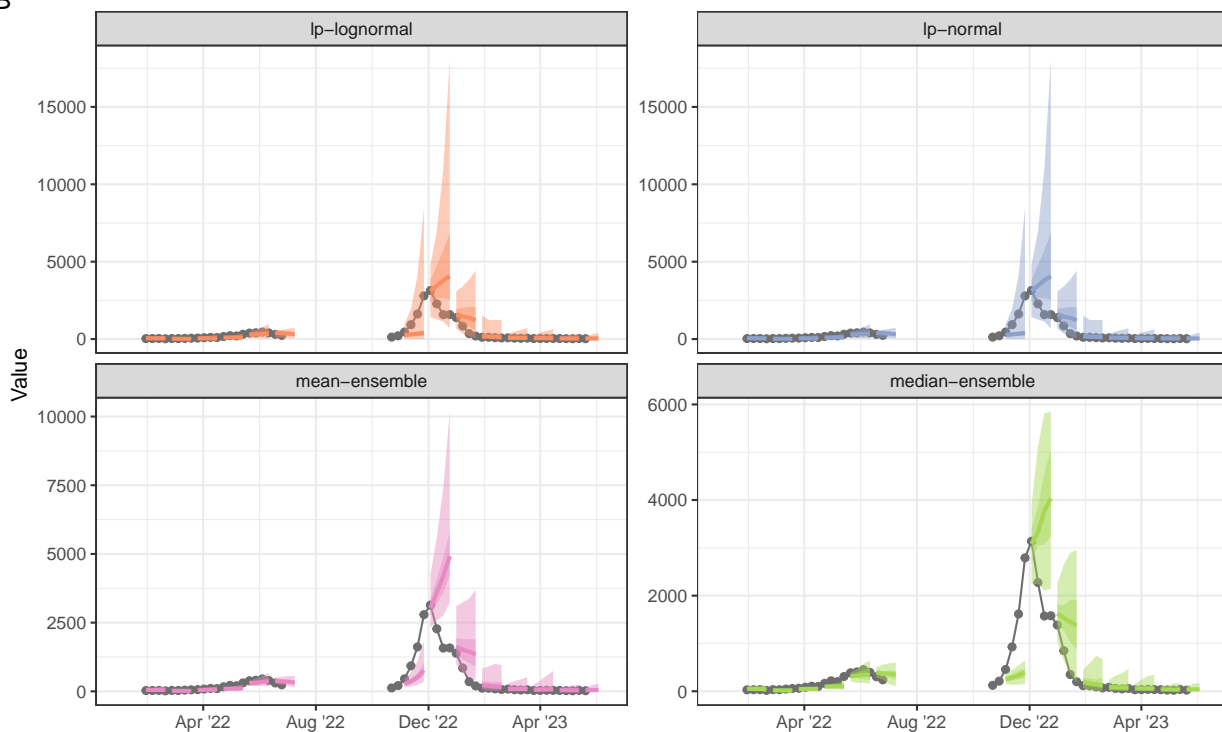 B
lp−lognormal
lp−normal
15000
10000
5000
0
15000
10000
5000
0
Value
mean−ensemble
median−ensemble
10000
7500
5000
2500
0
6000
4000
2000
0
Apr '22 Aug '22 Dec '22 Apr '23
Apr '22 Aug '22 Dec '22 Apr '23